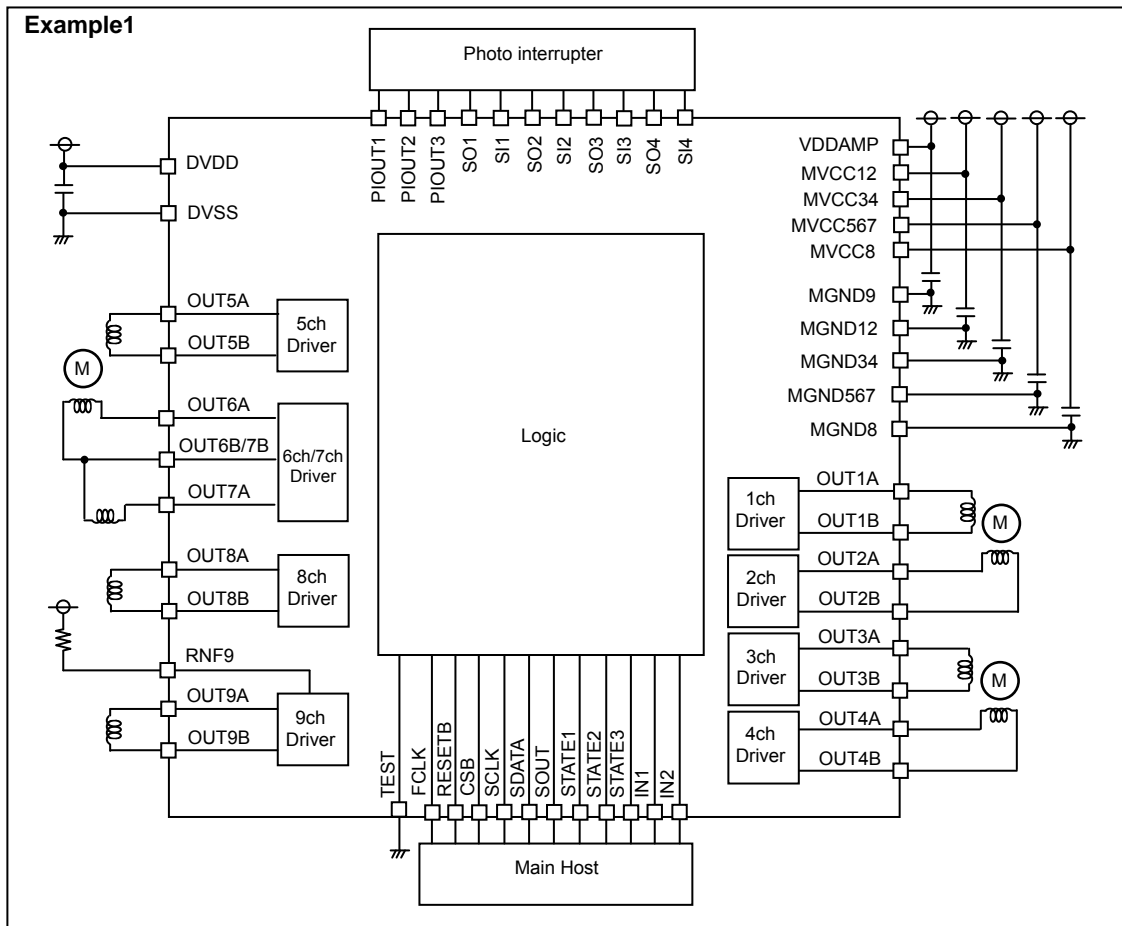 Example1
Photo interrupter
PIOUT1
PIOUT2
PIOUT3
SO1
SI1
SO2
SI2
SO3
SI3
SO4
SI4
DVDD
DVSS
VDDAMP
MVCC12
MVCC34
MVCC567
MVCC8
MGND9
MGND12
MGND34
MGND567
MGND8
OUT5A
OUT5B
5ch
Driver
M
OUT6A
OUT6B/7B
OUT7A
6ch/7ch
Driver
OUT8A
OUT8B
8ch
Driver
RNF9
OUT9A
OUT9B
9ch
Driver
Logic
1ch
Driver
OUT1A
OUT1B
M
2ch
Driver
OUT2A
OUT2B
3ch
Driver
OUT3A
OUT3B
M
4ch
Driver
OUT4A
OUT4B
TEST
FCLK
RESETB
CSB
SCLK
SDATA
SOUT
STATE1
STATE2
STATE3
IN1
IN2
Main Host